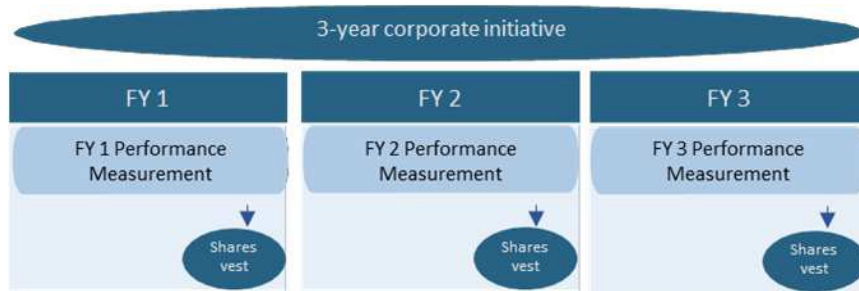 3-year corporate initiative
FY 1
FY 2
FY 3
FY 1 Performance
Measurement
FY 2 Performance
Measurement
FY 3 Performance
Measurement
Shares
vest
Shares
vest
Shares
vest